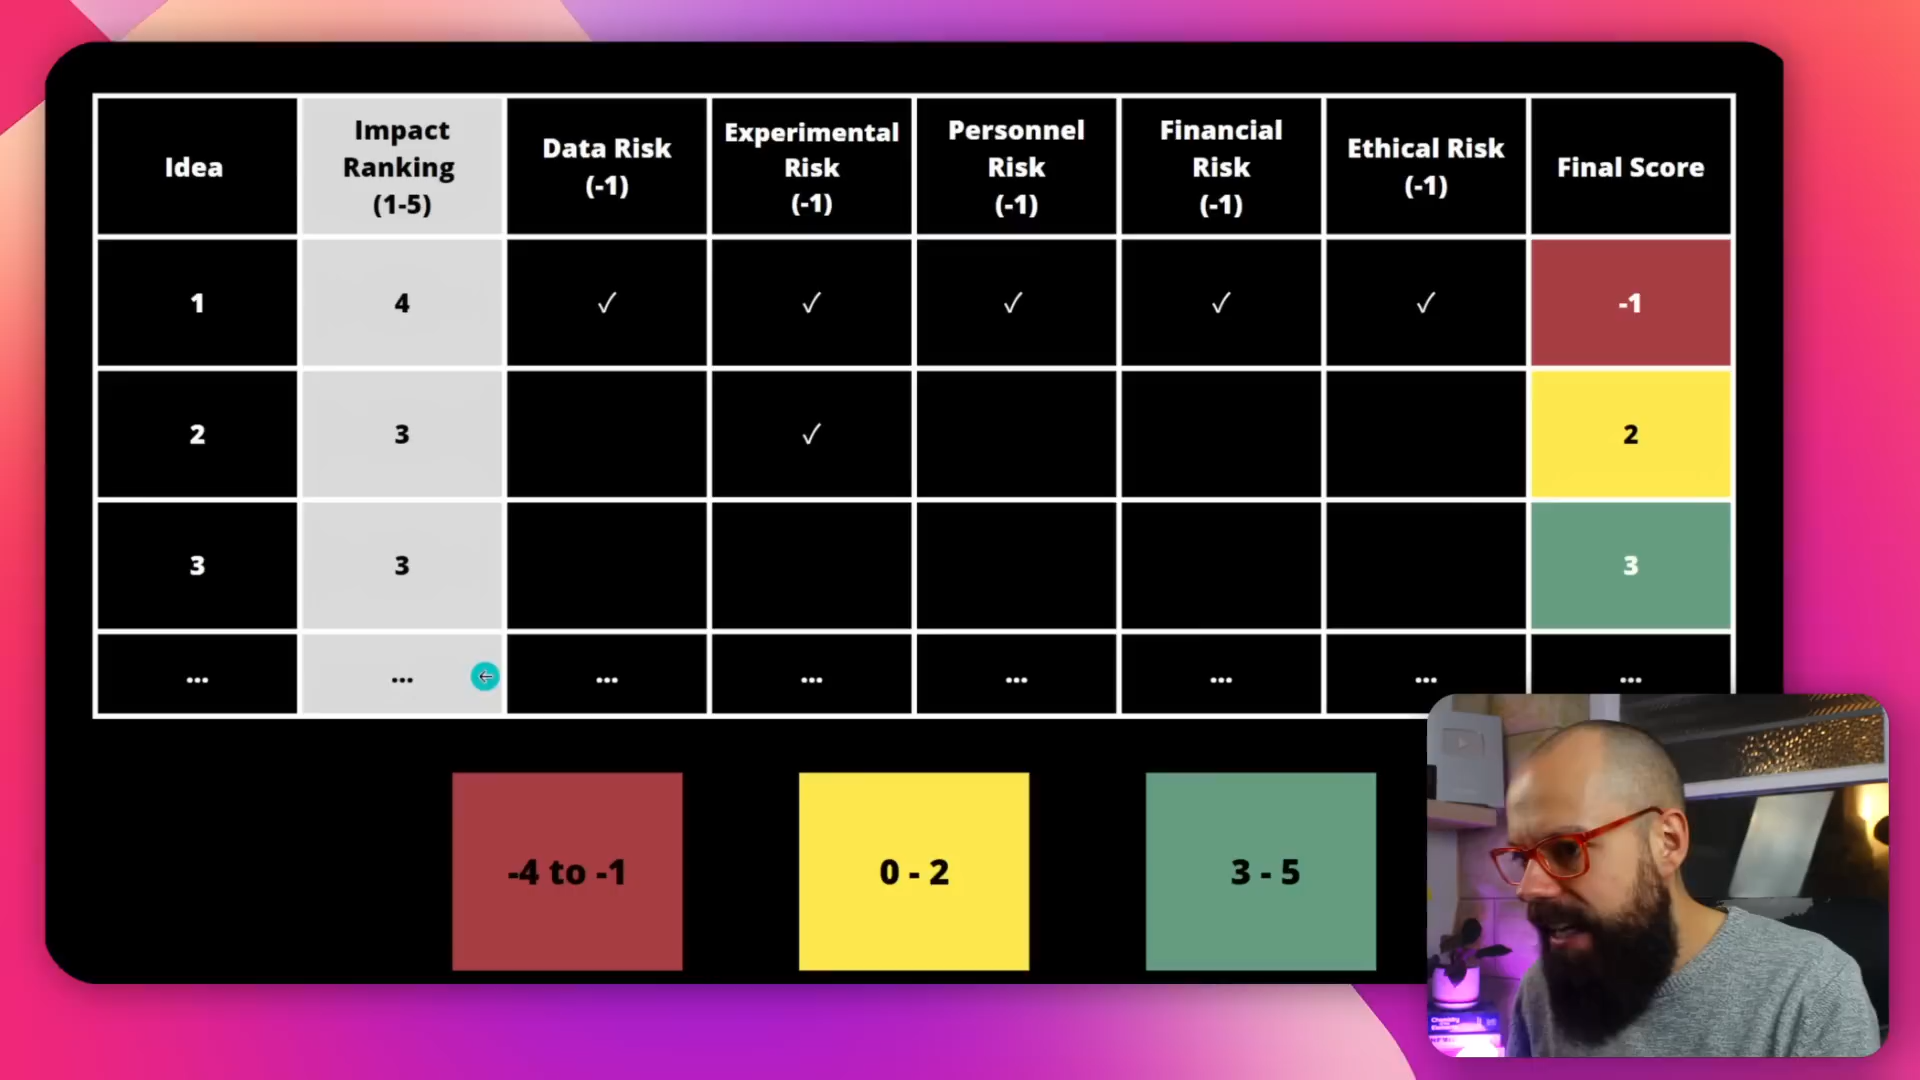 Idea
Impact
Ranking
(1-5)
Data Risk
(-1)
Experimental
Risk
(-1)
Personnel
Risk
(-1)
Financial
Risk
(-1)
Ethical Risk
(-1)
Final Score
1
4
✓
✓
✓
✓
✓
-1
2
3
✓
2
3
3
3
...
...
...
...
...
...
...
...
-4 to -1
0 - 2
3 - 5
Chemistry